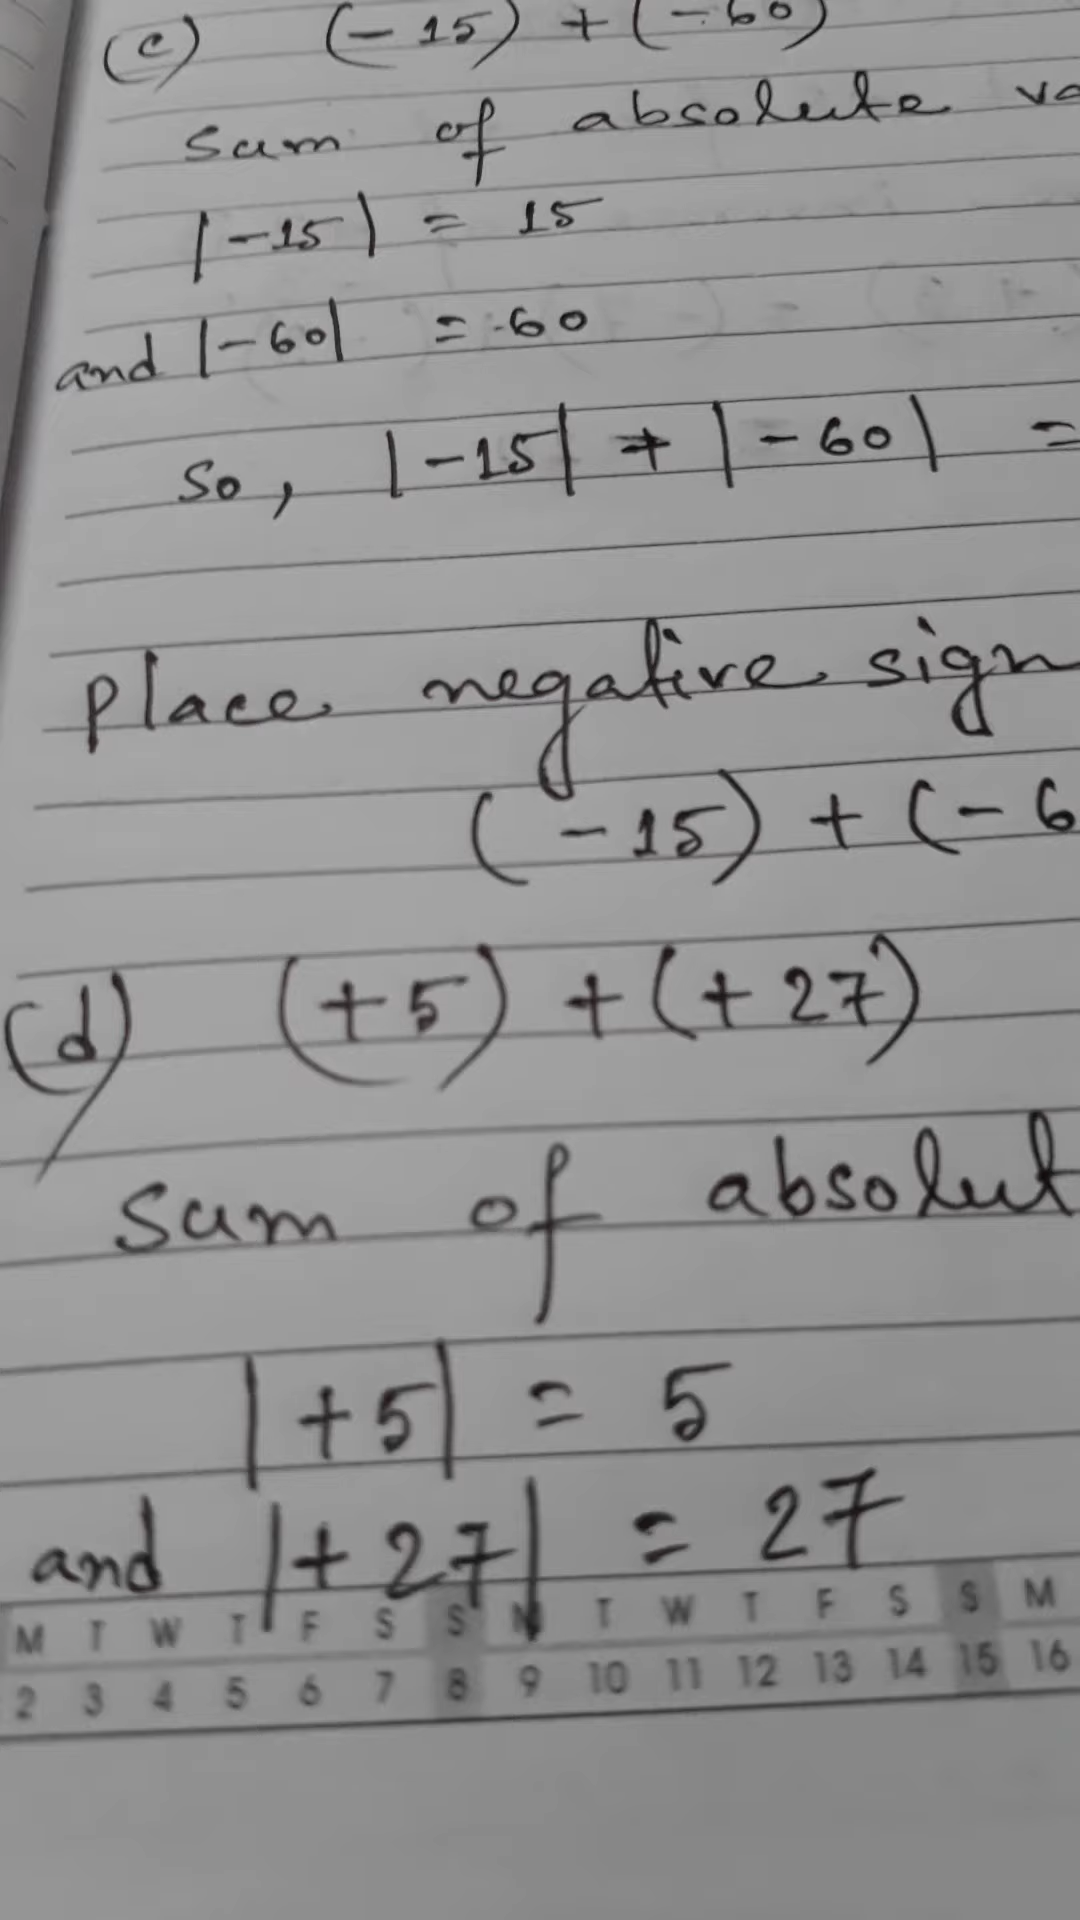 (c) (-15) + (-60)
Sum of absolute
|-15| = 15
and |-60| = 60
So, |-15| + |-60| =
Place negative sign
(-15) + (-6
(d) (+5) + (+27)
Sum of absolut
|+5| = 5
and |+27| = 27
M T W T F S S M T W T F S S M
2 3 4 5 6 7 8 9 10 11 12 13 14 15 16